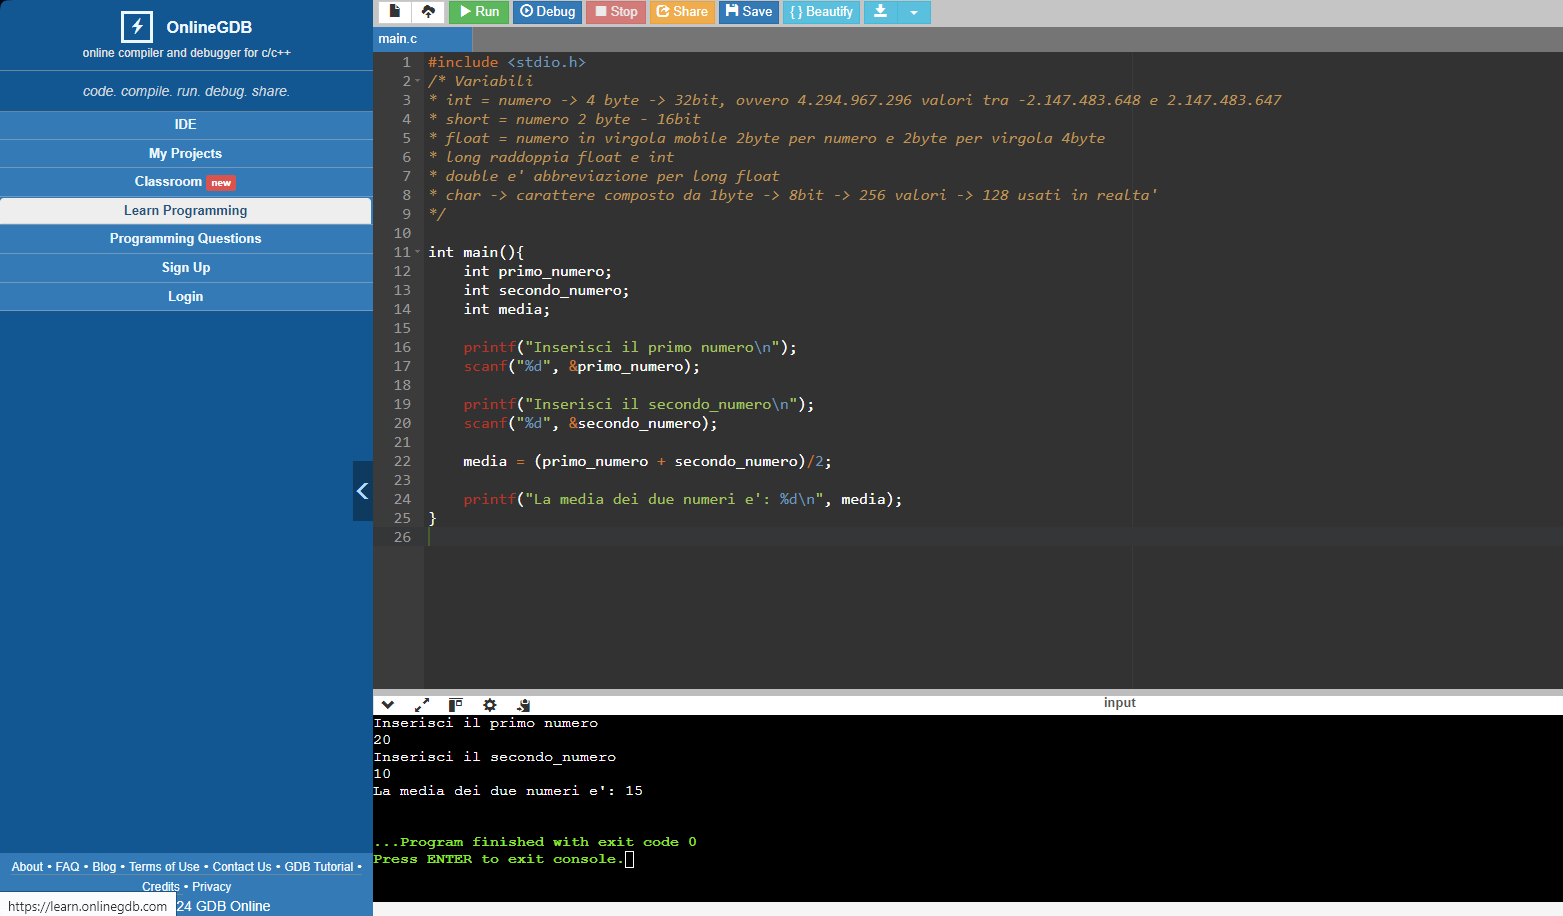 OnlineGDB
online compiler and debugger for c/c++
code. compile. run. debug. share.
IDE
My Projects
Classroom new
Learn Programming
Programming Questions
Sign Up
Login
About • FAQ • Blog • Terms of Use • Contact Us • GDB Tutorial •
Credits • Privacy
24 GDB Online
https://learn.onlinegdb.com
Run Debug Stop Share Save { } Beautify
main.c
1 #include <stdio.h>
2 /* Variabili
3 * int = numero -> 4 byte -> 32bit, ovvero 4.294.967.296 valori tra -2.147.483.648 e 2.147.483.647
4 * short = numero 2 byte - 16bit
5 * float = numero in virgola mobile 2byte per numero e 2byte per virgola 4byte
6 * long raddoppia float e int
7 * double e' abbreviazione per long float
8 * char -> carattere composto da 1byte -> 8bit -> 256 valori -> 128 usati in realta'
9 */
10
11 int main(){
12     int primo_numero;
13     int secondo_numero;
14     int media;
15
16     printf("Inserisci il primo numero\n");
17     scanf("%d", &primo_numero);
18
19     printf("Inserisci il secondo_numero\n");
20     scanf("%d", &secondo_numero);
21
22     media = (primo_numero + secondo_numero)/2;
23
24     printf("La media dei due numeri e': %d\n", media);
25 }
26
input
Inserisci il primo numero
20
Inserisci il secondo_numero
10
La media dei due numeri e': 15
...Program finished with exit code 0
Press ENTER to exit console.